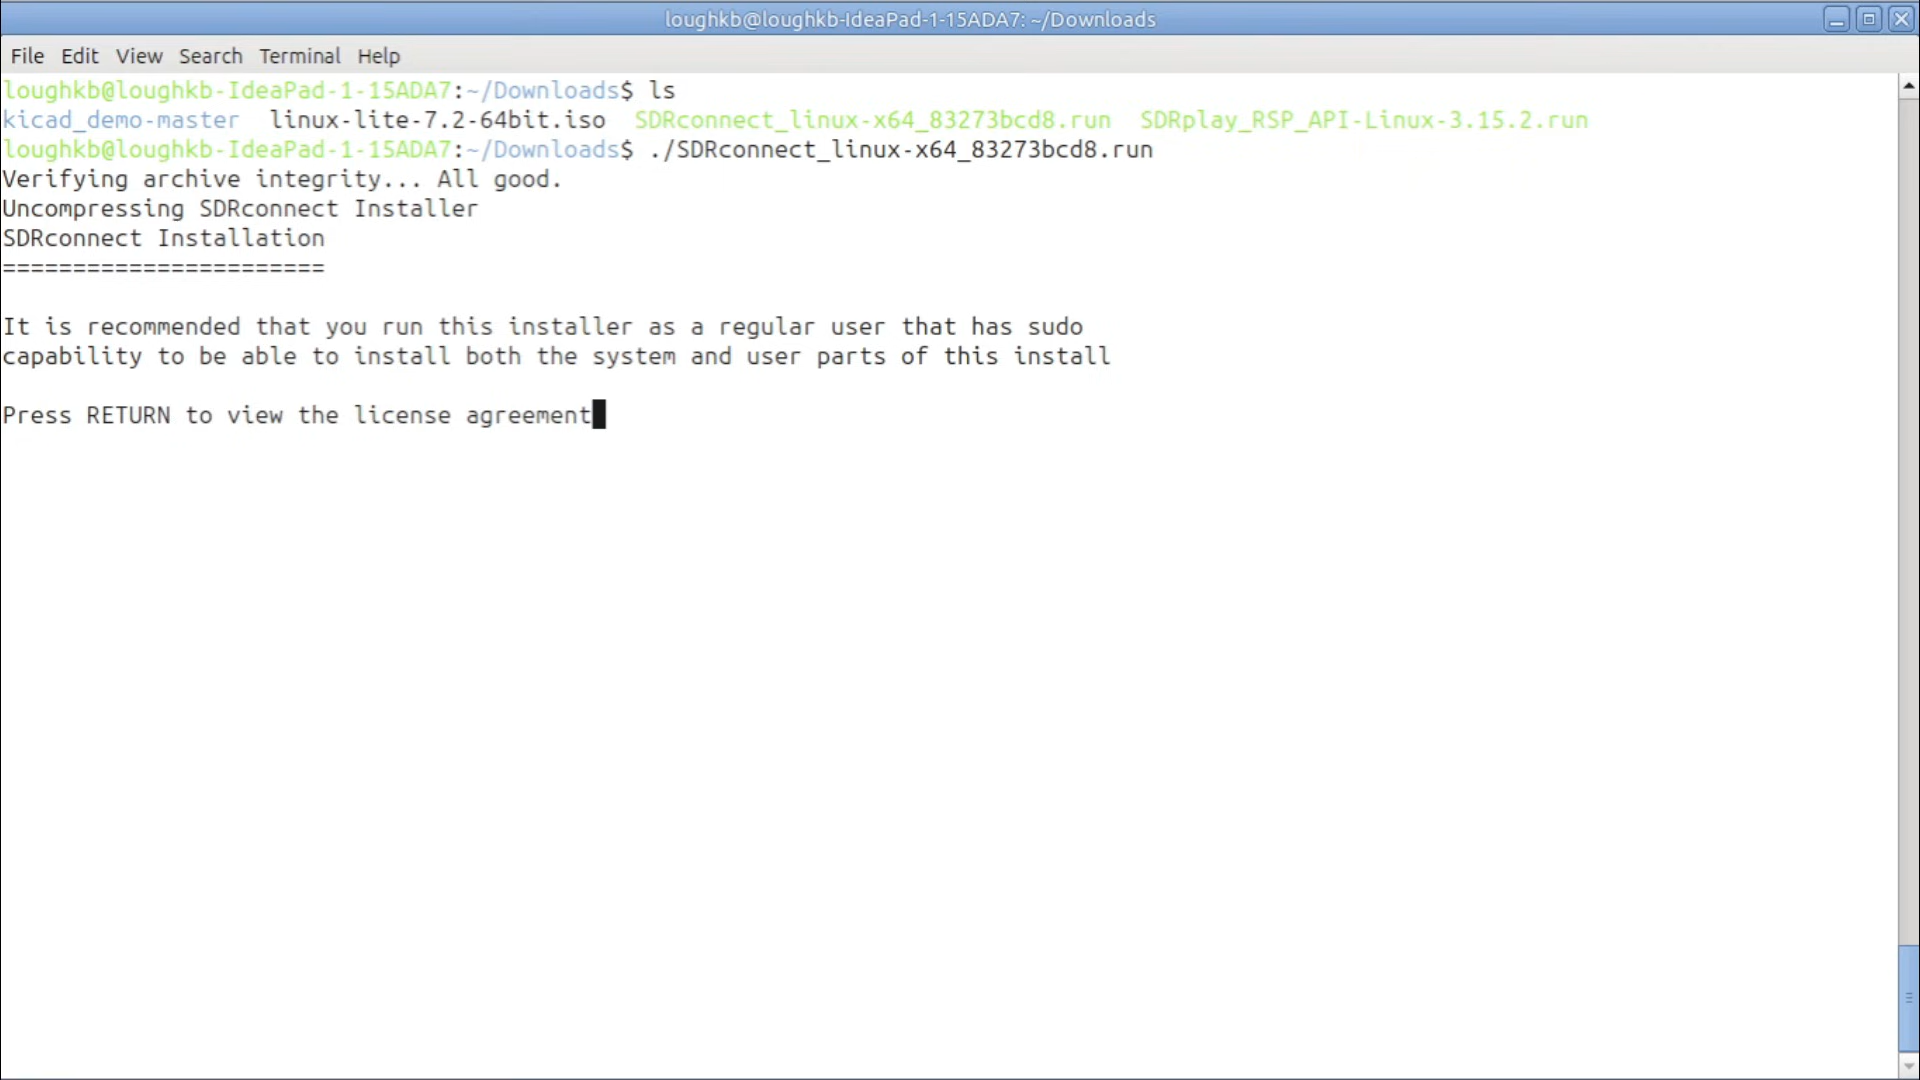 loughkb@loughkb-IdeaPad-1-15ADA7: ~/Downloads
File Edit View Search Terminal Help
loughkb@loughkb-IdeaPad-1-15ADA7:~/Downloads$ ls
kicad_demo-master  linux-lite-7.2-64bit.iso  SDRconnect_linux-x64_83273bcd8.run  SDRplay_RSP_API-Linux-3.15.2.run
loughkb@loughkb-IdeaPad-1-15ADA7:~/Downloads$ ./SDRconnect_linux-x64_83273bcd8.run
Verifying archive integrity... All good.
Uncompressing SDRconnect Installer
SDRconnect Installation
=======================
It is recommended that you run this installer as a regular user that has sudo
capability to be able to install both the system and user parts of this install
Press RETURN to view the license agreement